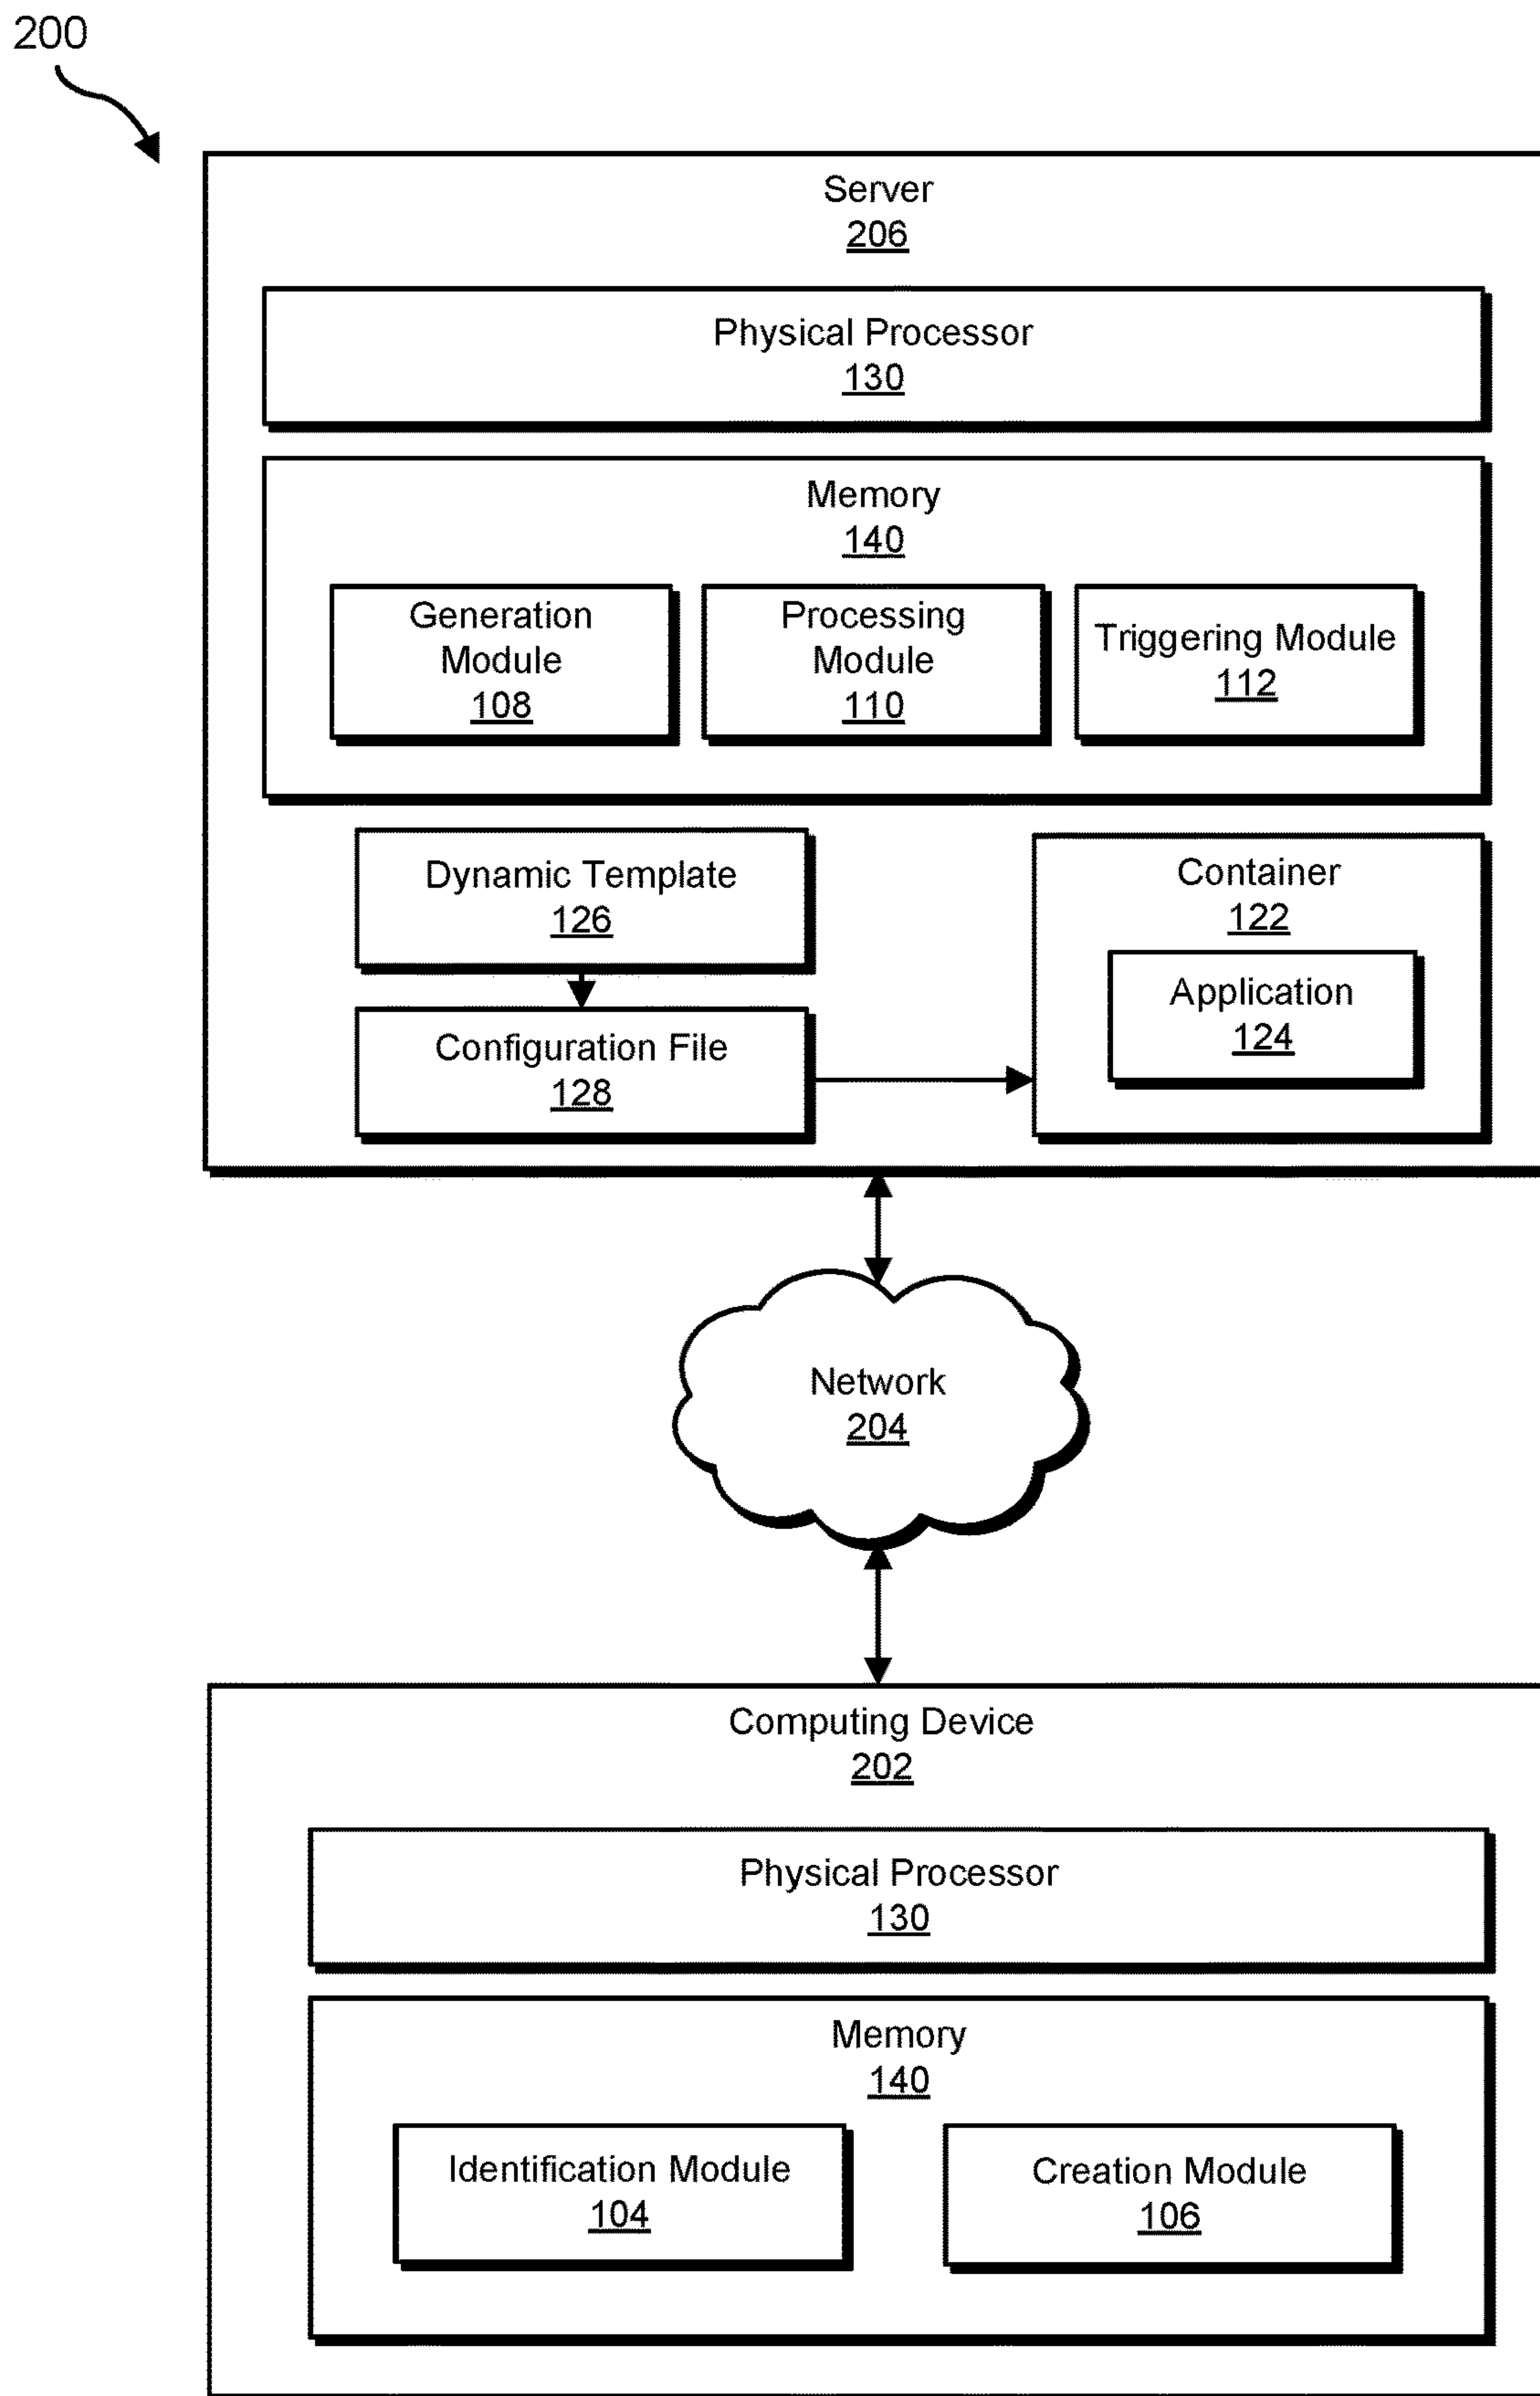 200
Server
206
Physical Processor
130
Memory
140
Generation
Module
108
Processing
Module
110
Triggering Module
112
Dynamic Template
126
Configuration File
128
Container
122
Application
124
Network
204
Computing Device
202
Physical Processor
130
Memory
140
Identification Module
104
Creation Module
106